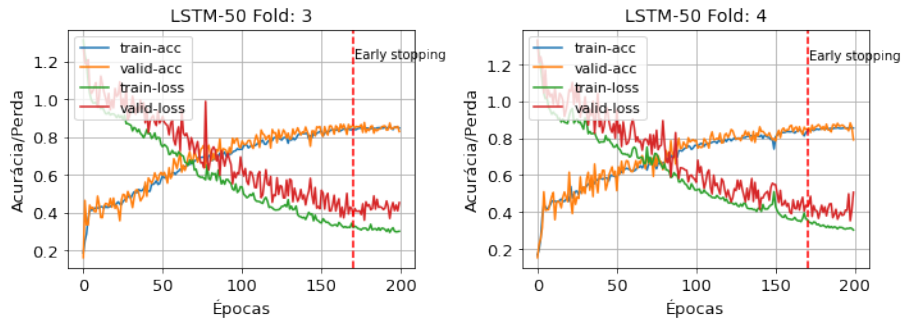 LSTM-50 Fold: 3
Acurácia/Perda
1.2
1.0
0.8
0.6
0.4
0.2
train-acc
valid-acc
train-loss
valid-loss
Early stopping
0
50
100
150
200
Épocas
LSTM-50 Fold: 4
Acurácia/Perda
1.2
1.0
0.8
0.6
0.4
0.2
train-acc
valid-acc
train-loss
valid-loss
Early stopping
0
50
100
150
200
Épocas